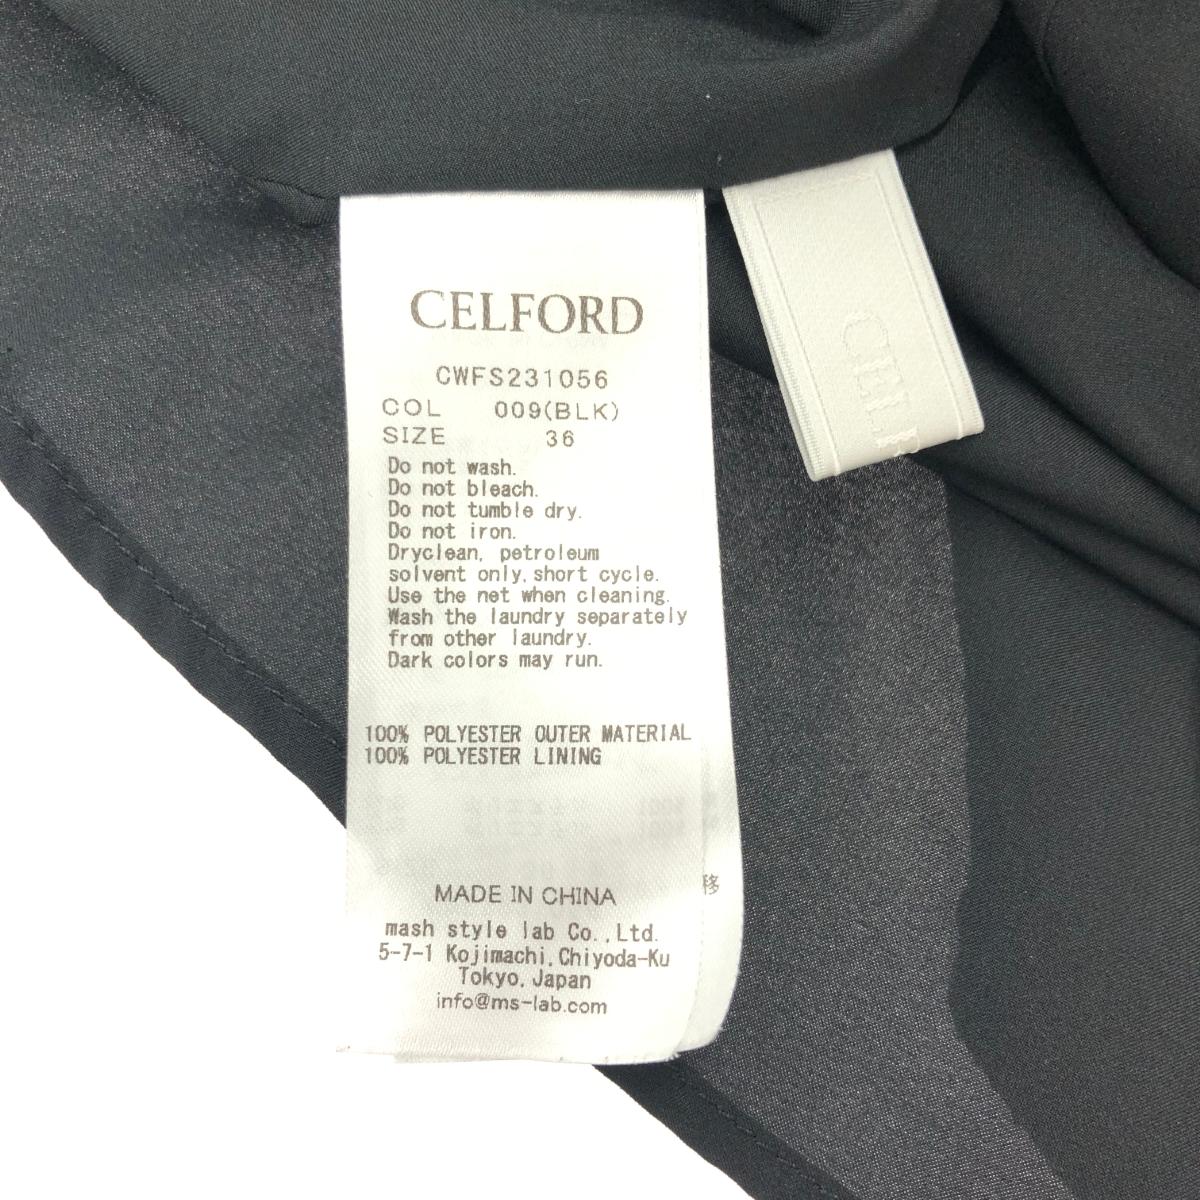 CELFORD
CWFS231056
COL 009(BLK)
SIZE 36
Do not wash.
Do not bleach.
Do not tumble dry.
Do not iron.
Dryclean, petroleum
solvent only,short cycle.
Use the net when cleaning.
Wash the laundry separately
from other laundry.
Dark colors may run.
100% POLYESTER OUTER MATERIAL
100% POLYESTER LINING
MADE IN CHINA
mash style lab Co.,Ltd.
5-7-1 Kojimachi,Chiyoda-Ku
Tokyo,Japan
info@ms-lab.com
移
CELF